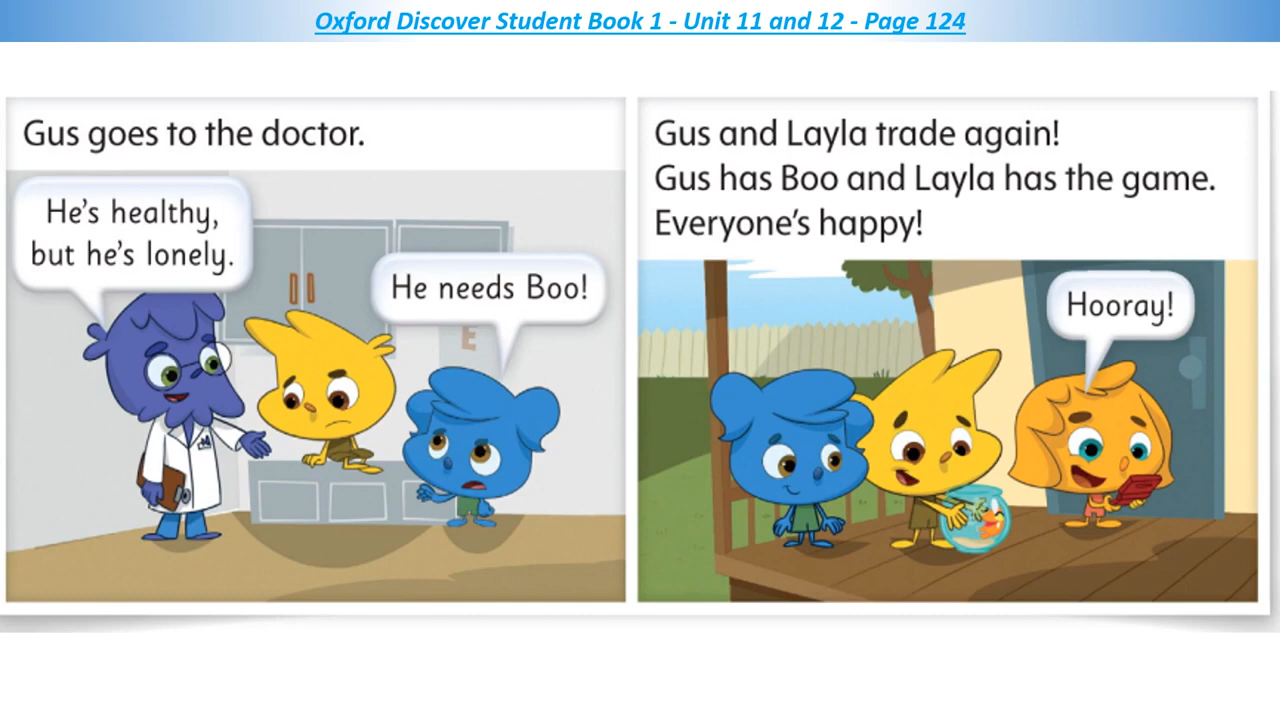 Oxford Discover Student Book 1 - Unit 11 and 12 - Page 124
Gus goes to the doctor.
He's healthy,
but he's lonely.
He needs Boo!
E
Gus and Layla trade again!
Gus has Boo and Layla has the game.
Everyone's happy!
Hooray!